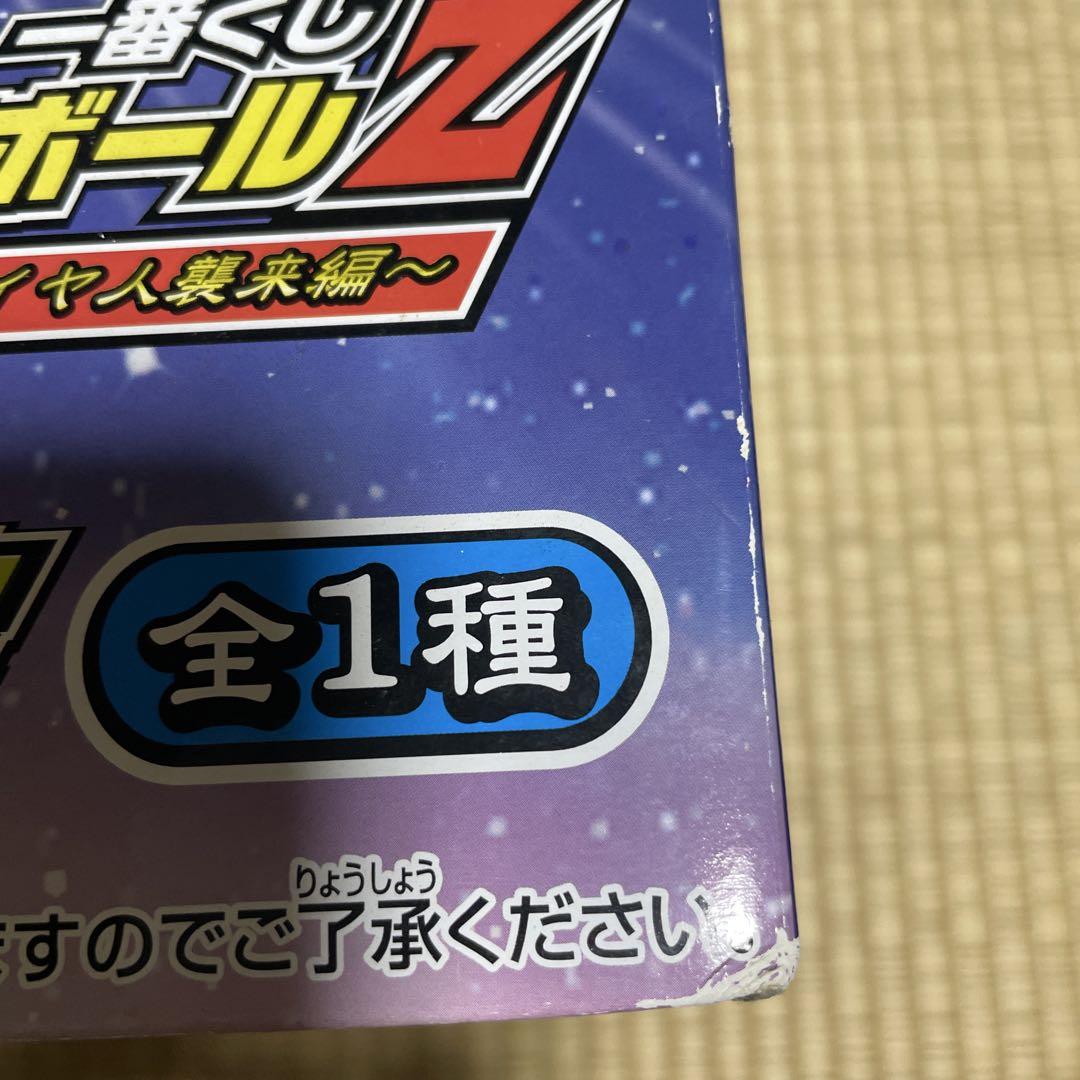 一番くじ
ボールZ
イヤ人襲来編～
全1種
りょうしょう
ますのでご了承ください。